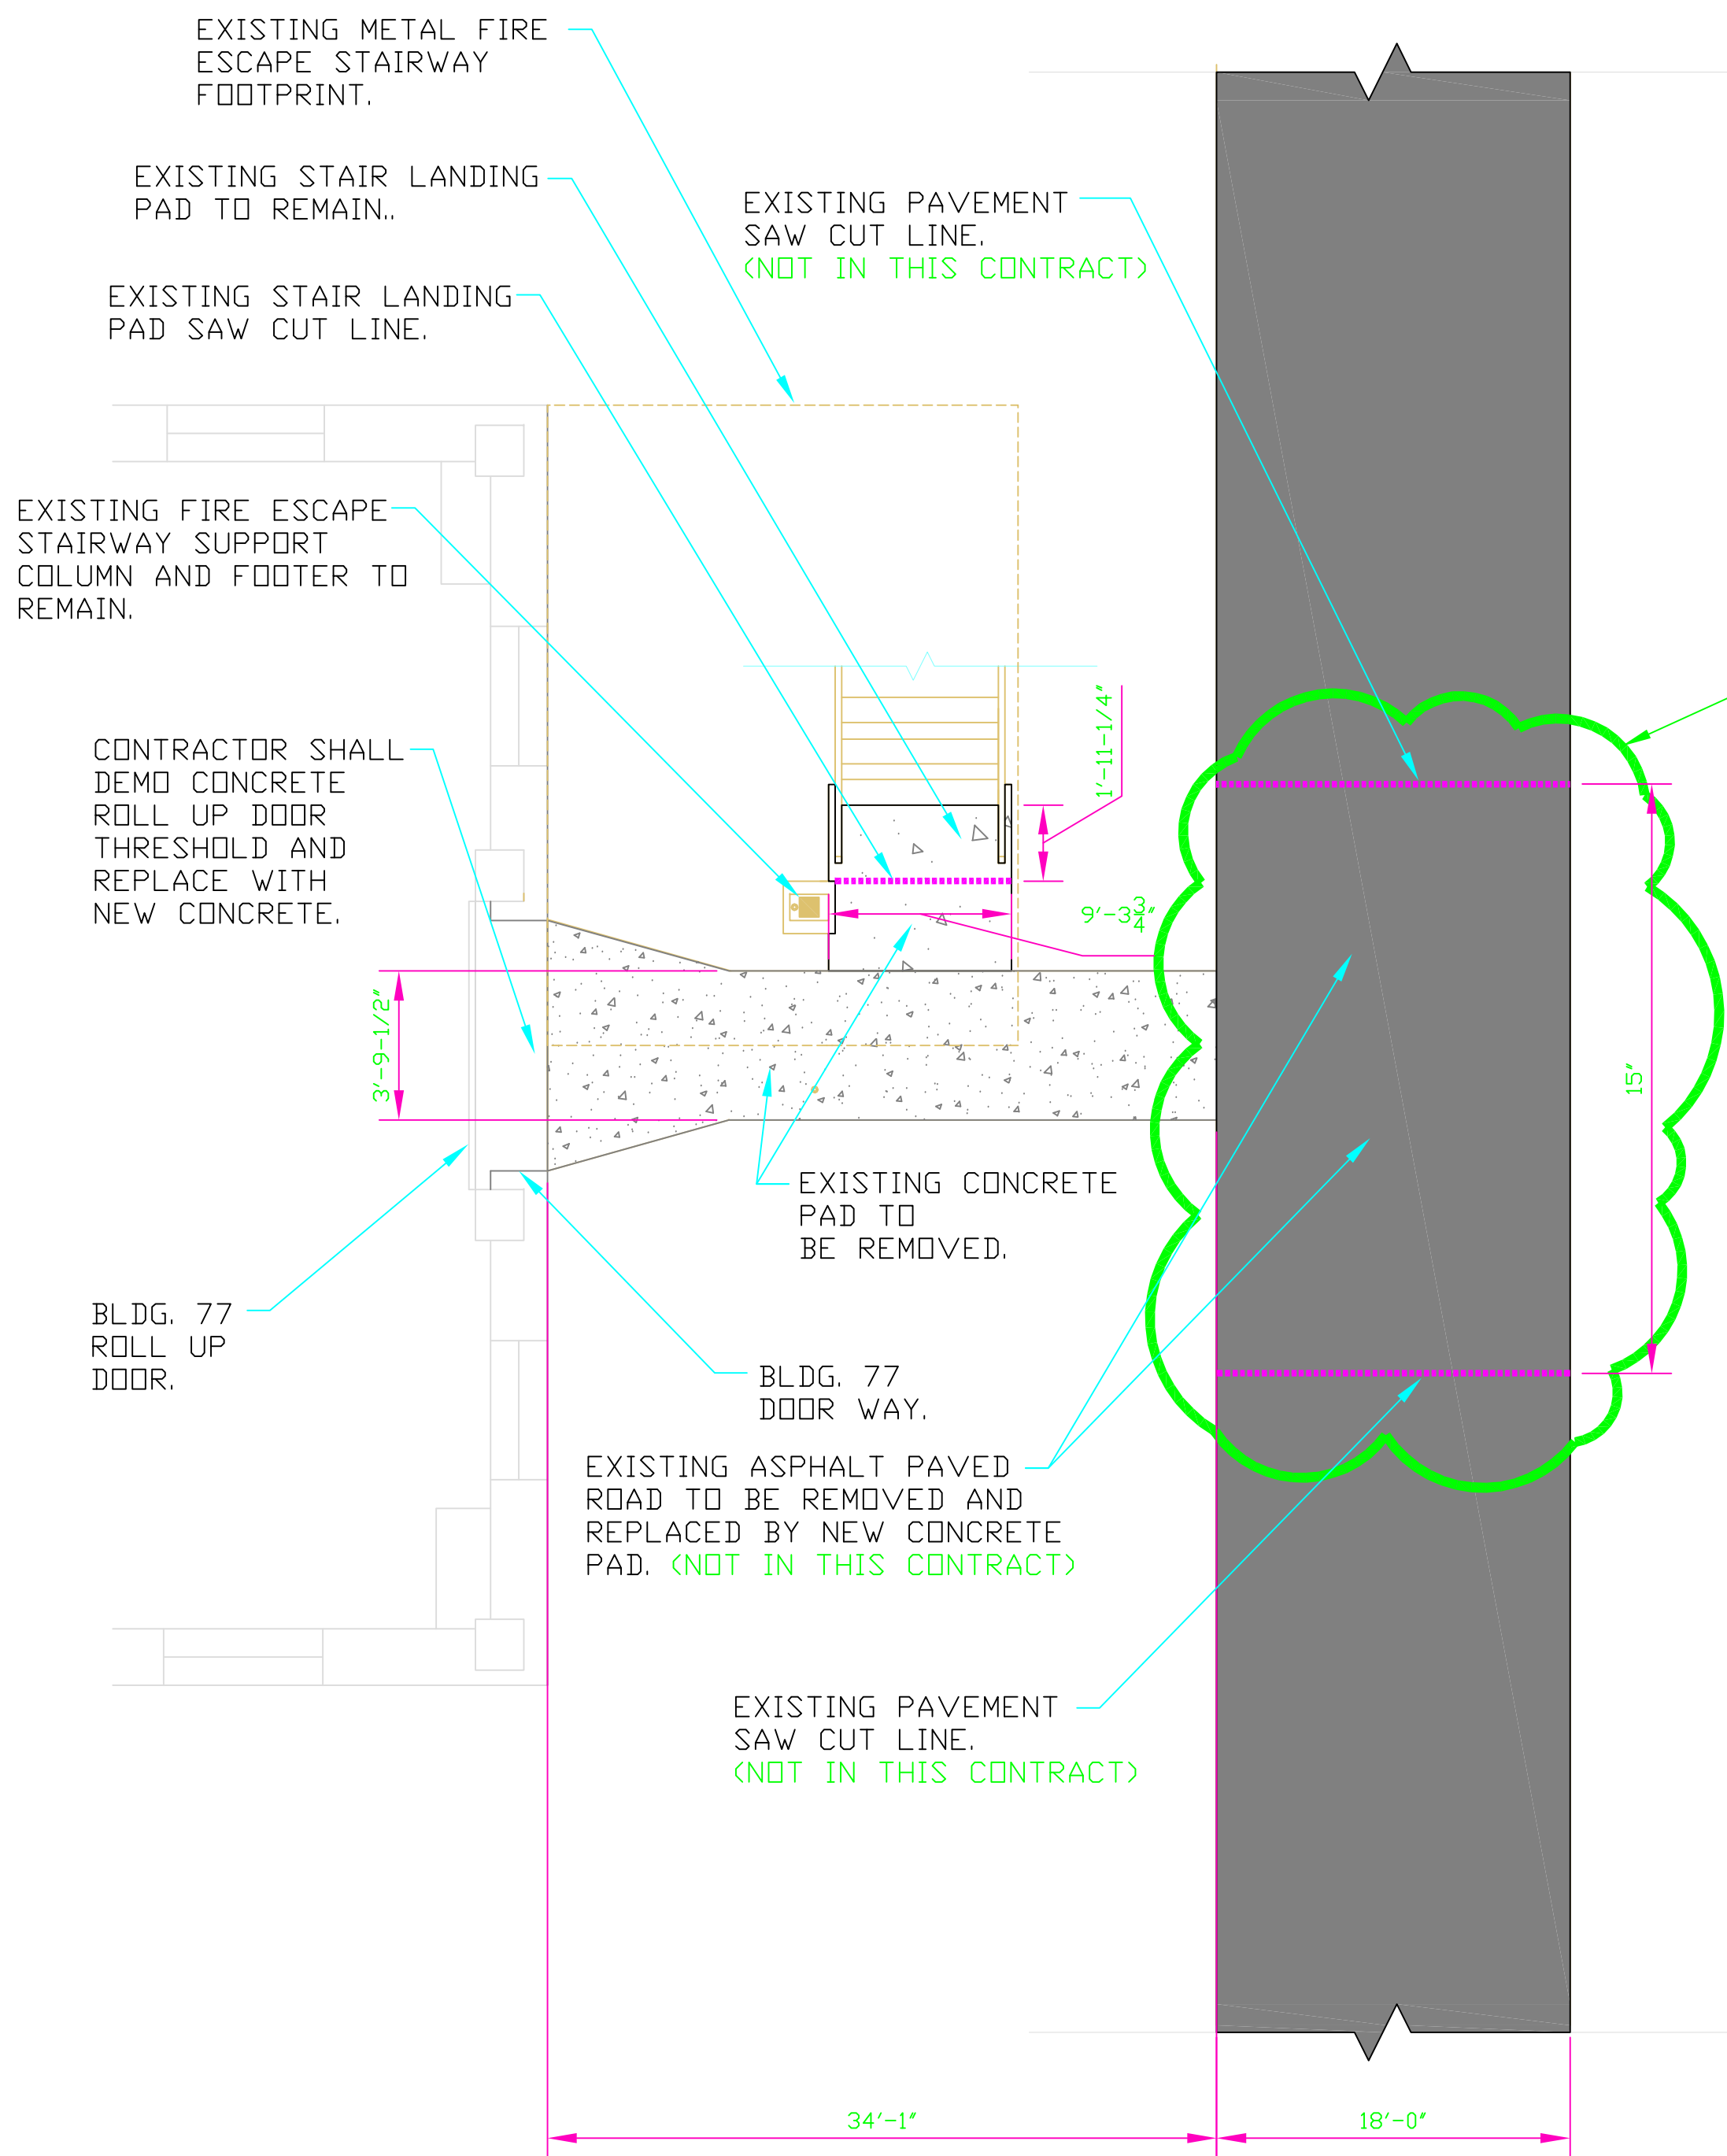 EXISTING METAL FIRE
ESCAPE STAIRWAY
FOOTPRINT.
EXISTING STAIR LANDING
PAD TO REMAIN..
EXISTING PAVEMENT
SAW CUT LINE.
(NOT IN THIS CONTRACT)
EXISTING STAIR LANDING
PAD SAW CUT LINE.
EXISTING FIRE ESCAPE
STAIRWAY SUPPORT
COLUMN AND FOOTER TO
REMAIN.
CONTRACTOR SHALL
DEMO CONCRETE
ROLL UP DOOR
THRESHOLD AND
REPLACE WITH
NEW CONCRETE.
1'-11-1/4"
9'-3 3/4"
3'-9-1/2"
15"
EXISTING CONCRETE
PAD TO
BE REMOVED.
BLDG. 77
ROLL UP
DOOR.
BLDG. 77
DOOR WAY.
EXISTING ASPHALT PAVED
ROAD TO BE REMOVED AND
REPLACED BY NEW CONCRETE
PAD. (NOT IN THIS CONTRACT)
EXISTING PAVEMENT
SAW CUT LINE.
(NOT IN THIS CONTRACT)
34'-1"
18'-0"